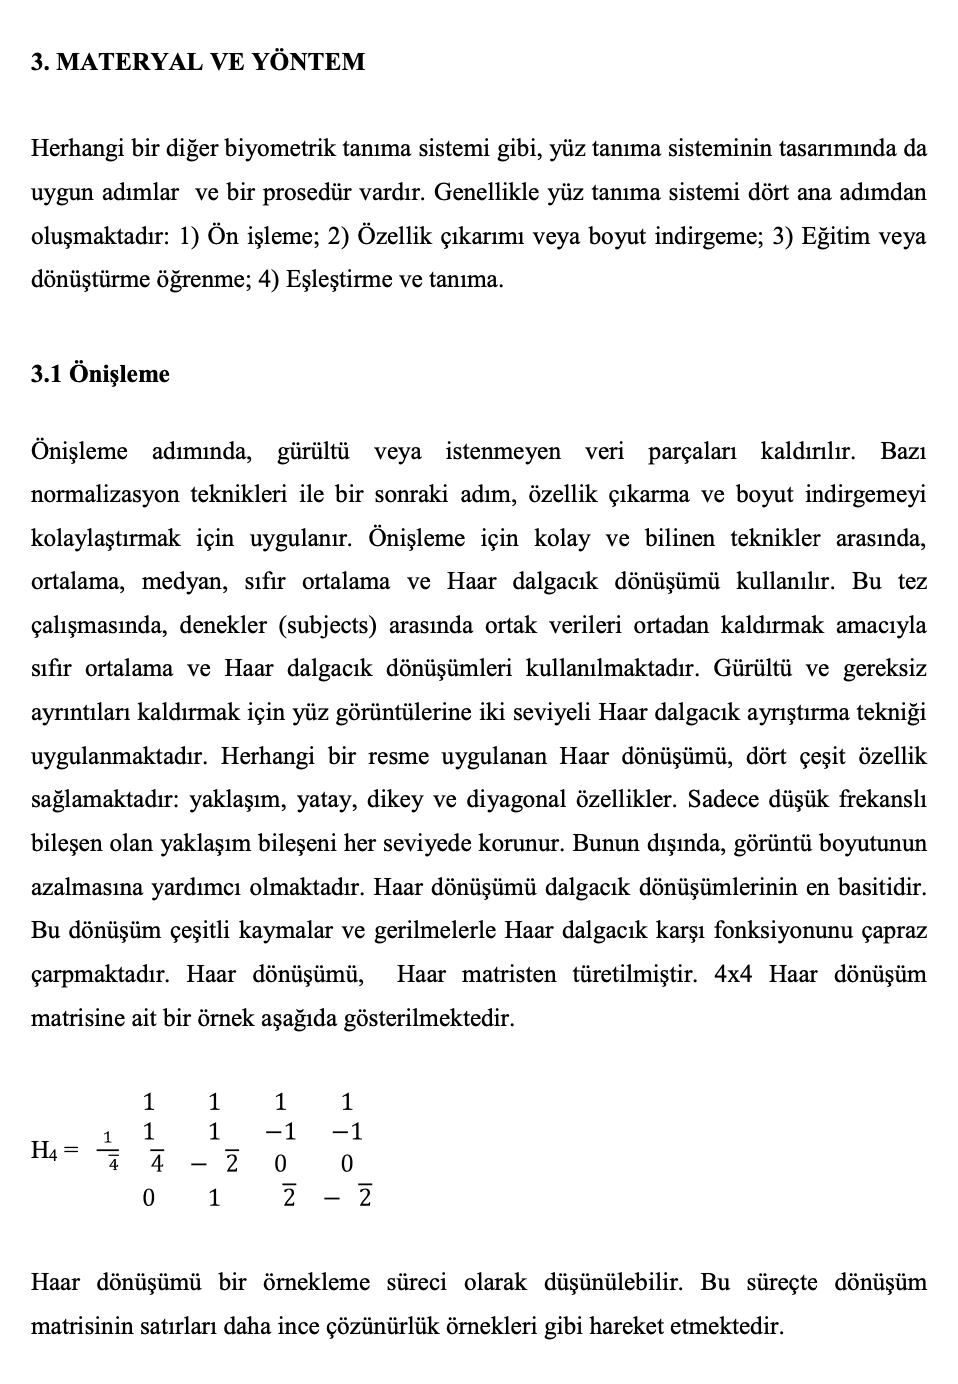 3. MATERYAL VE YÖNTEM
Herhangi bir diğer biyometrik tanıma sistemi gibi, yüz tanıma sisteminin tasarımında da
uygun adımlar ve bir prosedür vardır. Genellikle yüz tanıma sistemi dört ana adımdan
oluşmaktadır: 1) Ön işleme; 2) Özellik çıkarımı veya boyut indirgeme; 3) Eğitim veya
dönüştürme öğrenme; 4) Eşleştirme ve tanıma.
3.1 Önişleme
Önişleme adımında, gürültü veya istenmeyen veri parçaları kaldırılır. Bazı
normalizasyon teknikleri ile bir sonraki adım, özellik çıkarma ve boyut indirgemeyi
kolaylaştırmak için uygulanır. Önişleme için kolay ve bilinen teknikler arasında,
ortalama, medyan, sıfır ortalama ve Haar dalgacık dönüşümü kullanılır. Bu tez
çalışmasında, denekler (subjects) arasında ortak verileri ortadan kaldırmak amacıyla
sıfır ortalama ve Haar dalgacık dönüşümleri kullanılmaktadır. Gürültü ve gereksiz
ayrıntıları kaldırmak için yüz görüntülerine iki seviyeli Haar dalgacık ayrıştırma tekniği
uygulanmaktadır. Herhangi bir resme uygulanan Haar dönüşümü, dört çeşit özellik
sağlamaktadır: yaklaşım, yatay, dikey ve diyagonal özellikler. Sadece düşük frekanslı
bileşen olan yaklaşım bileşeni her seviyede korunur. Bunun dışında, görüntü boyutunun
azalmasına yardımcı olmaktadır. Haar dönüşümü dalgacık dönüşümlerinin en basitidir.
Bu dönüşüm çeşitli kaymalar ve gerilmelerle Haar dalgacık karşı fonksiyonunu çapraz
çarpmaktadır. Haar dönüşümü, Haar matristen türetilmiştir. 4x4 Haar dönüşüm
matrisine ait bir örnek aşağıda gösterilmektedir.
1 1 1 1
1 1 −1 −1
H₄ = 1/4̅ 4̅ − 2̅ 0 0
0 1 2̅ − 2̅
Haar dönüşümü bir örnekleme süreci olarak düşünülebilir. Bu süreçte dönüşüm
matrisinin satırları daha ince çözünürlük örnekleri gibi hareket etmektedir.